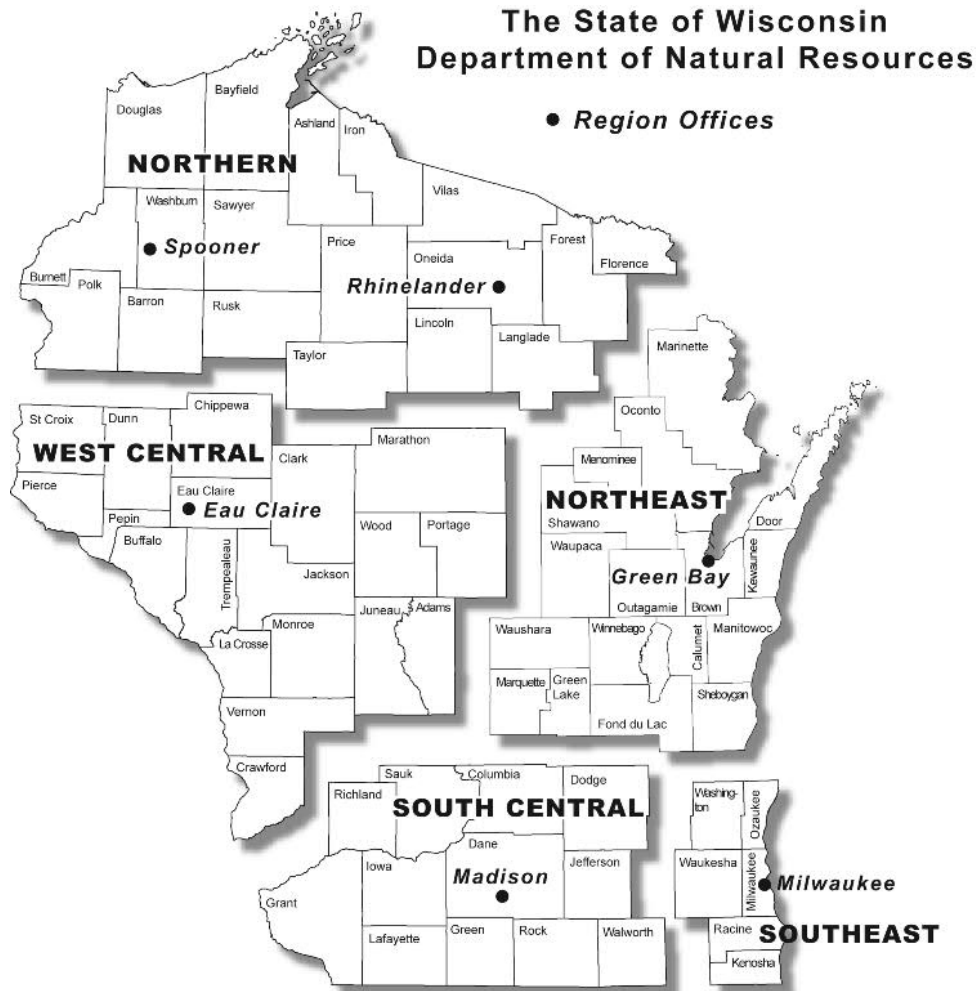 The State of Wisconsin
Department of Natural Resources
Region Offices
Bayfield
Douglas
Ashland
Iron
NORTHERN
Vilas
Washburn
Sawyer
Spooner
Price
Forest
Oneida
Florence
Burnett
Polk
Rhinelander
Barron
Rusk
Lincoln
Langlade
Taylor
Marinette
Chippewa
St Croix
Dunn
Oconto
WEST CENTRAL
Marathon
Clark
Menominee
Pierce
Eau Claire
Eau Claire
NORTHEAST
Pepin
Wood
Portage
Shawano
Door
Buffalo
Waupaca
Trempealeau
Jackson
Green Bay
Kewaunee
Juneau
Adams
Outagamie
Brown
Monroe
La Crosse
Waushara
Winnebago
Calumet
Manitowoc
Marquette
Green
Lake
Sheboygan
Vernon
Fond du Lac
Crawford
Sauk
Columbia
Dodge
Richland
SOUTH CENTRAL
Washing-
ton
Ozaukee
Dane
Iowa
Jefferson
Waukesha
Milwaukee
Madison
Milwaukee
Grant
Lafayette
Green
Rock
Walworth
Racine
SOUTHEAST
Kenosha